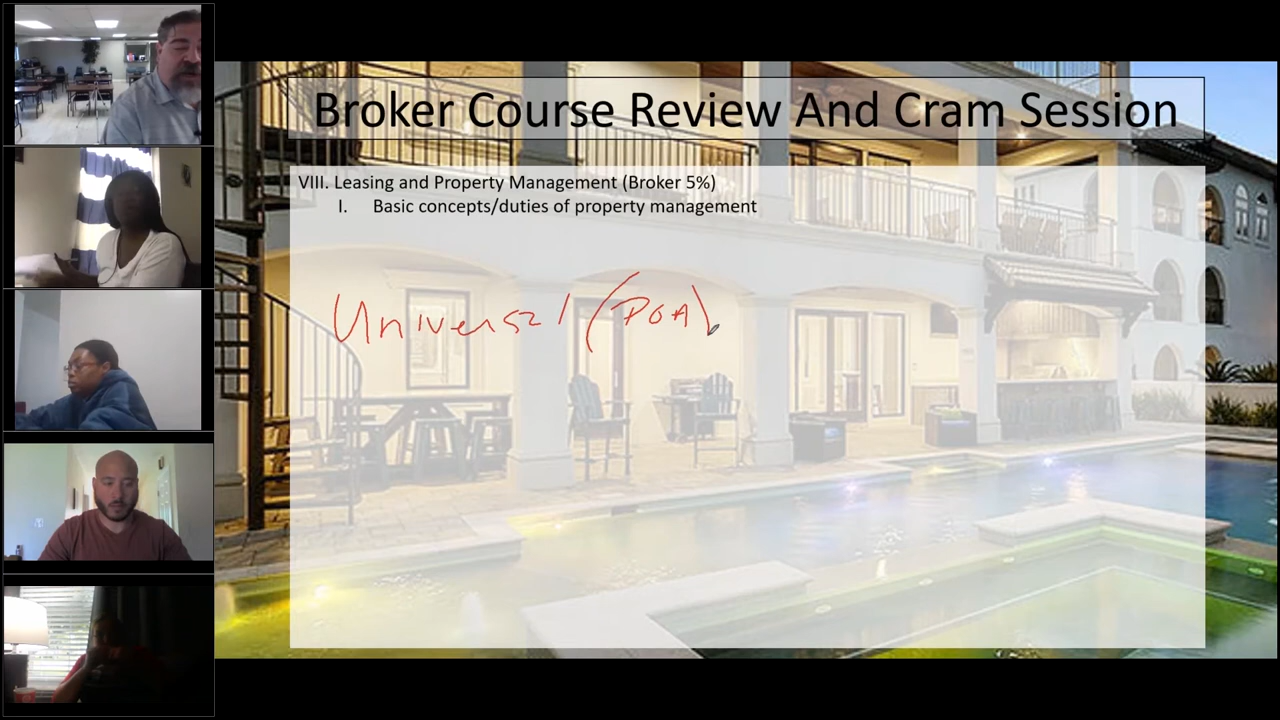 Broker Course Review And Cram Session
VIII. Leasing and Property Management (Broker 5%)
I. Basic concepts/duties of property management
Universal (POA)